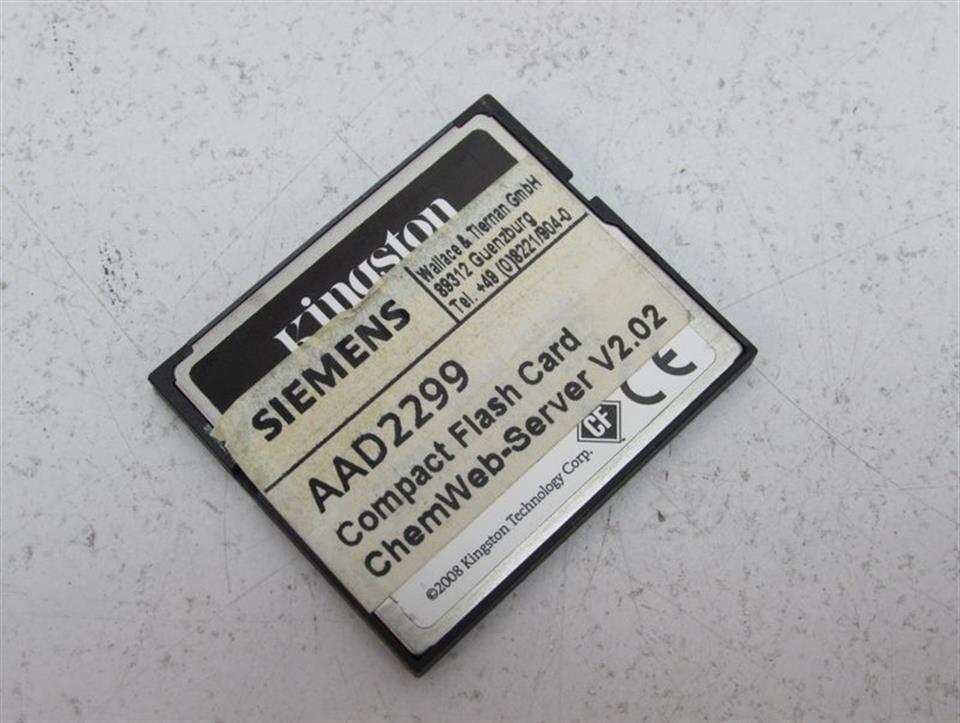 Kingston
SIEMENS
Wallace & Tiernan GmbH
89312 Guenzburg
Tel. +49 (0)8221/904-0
AAD2299
Compact Flash Card
ChemWeb-Server V2.02
©2008 Kingston Technology Corp.
CF
CE